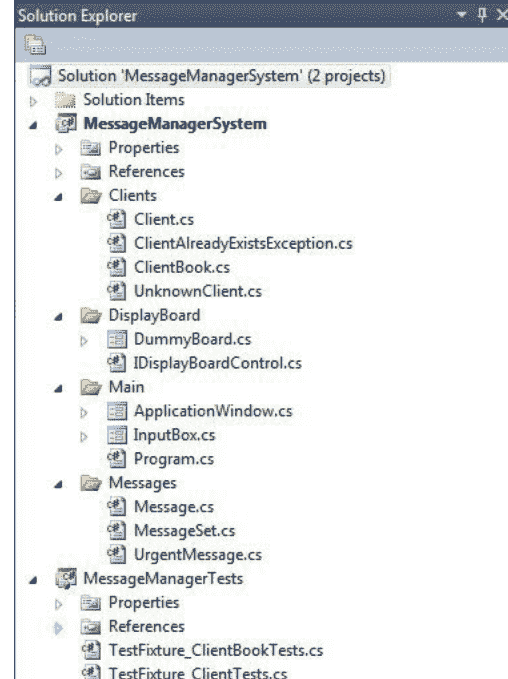 Solution Explorer
Solution 'MessageManagerSystem' (2 projects)
Solution Items
MessageManagerSystem
Properties
References
Clients
Client.cs
ClientAlreadyExistsException.cs
ClientBook.cs
UnknownClient.cs
DisplayBoard
DummyBoard.cs
IDisplayBoardControl.cs
Main
ApplicationWindow.cs
InputBox.cs
Program.cs
Messages
Message.cs
MessageSet.cs
UrgentMessage.cs
MessageManagerTests
Properties
References
TestFixture_ClientBookTests.cs
TestFixture_ClientTests.cs